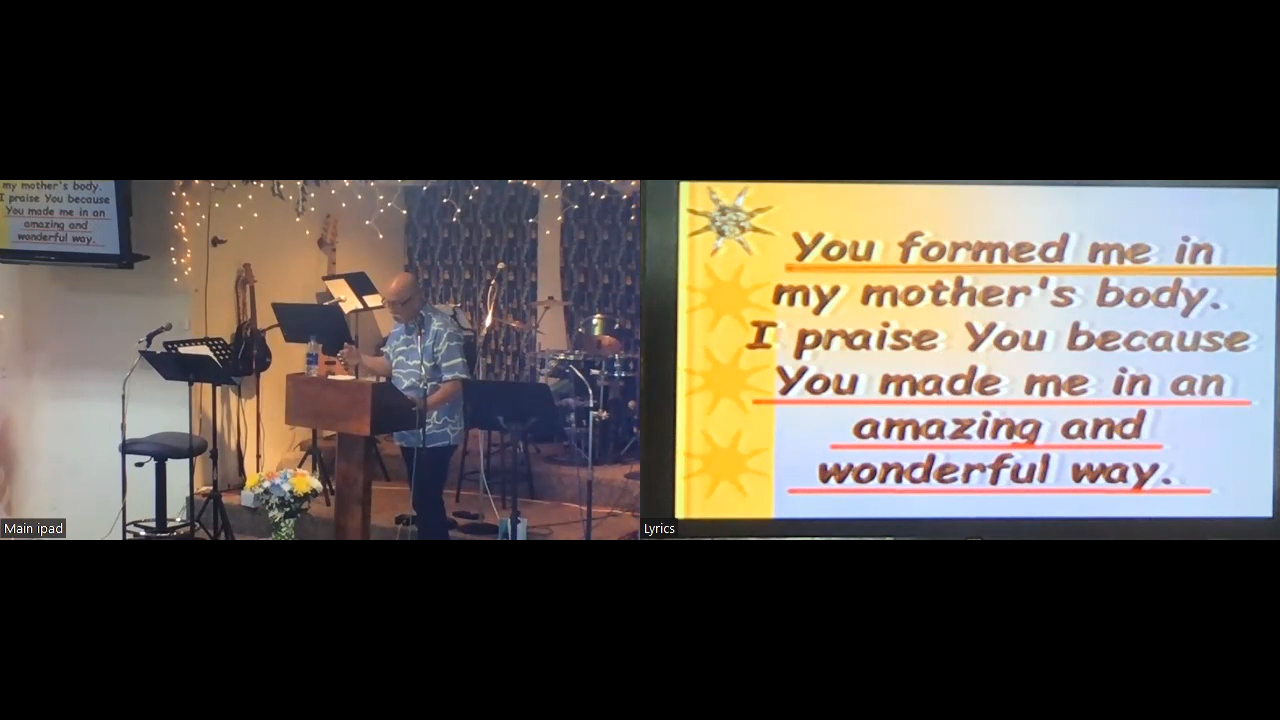 my mother's body.
I praise You because
You made me in an
amazing and
wonderful way.
Main ipad
You formed me in
my mother's body.
I praise You because
You made me in an
amazing and
wonderful way.
Lyrics